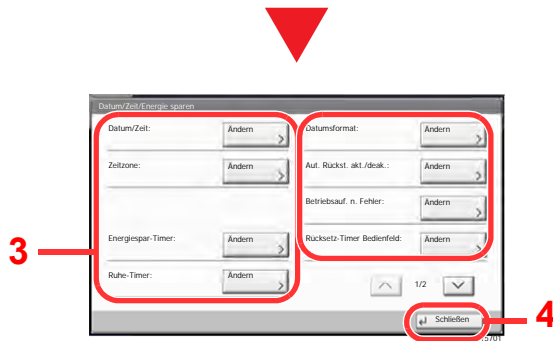 Datum/Zeit/Energie sparen
Datum/Zeit: Ändern
Datumsformat: Ändern
Zeitzone: Ändern
Aut. Rückst. akt./deak.: Ändern
Betriebsauf. n. Fehler: Ändern
3
Energiespar-Timer: Ändern
Rücksetz-Timer Bedienfeld: Ändern
Ruhe-Timer: Ändern
1/2
Schließen
4